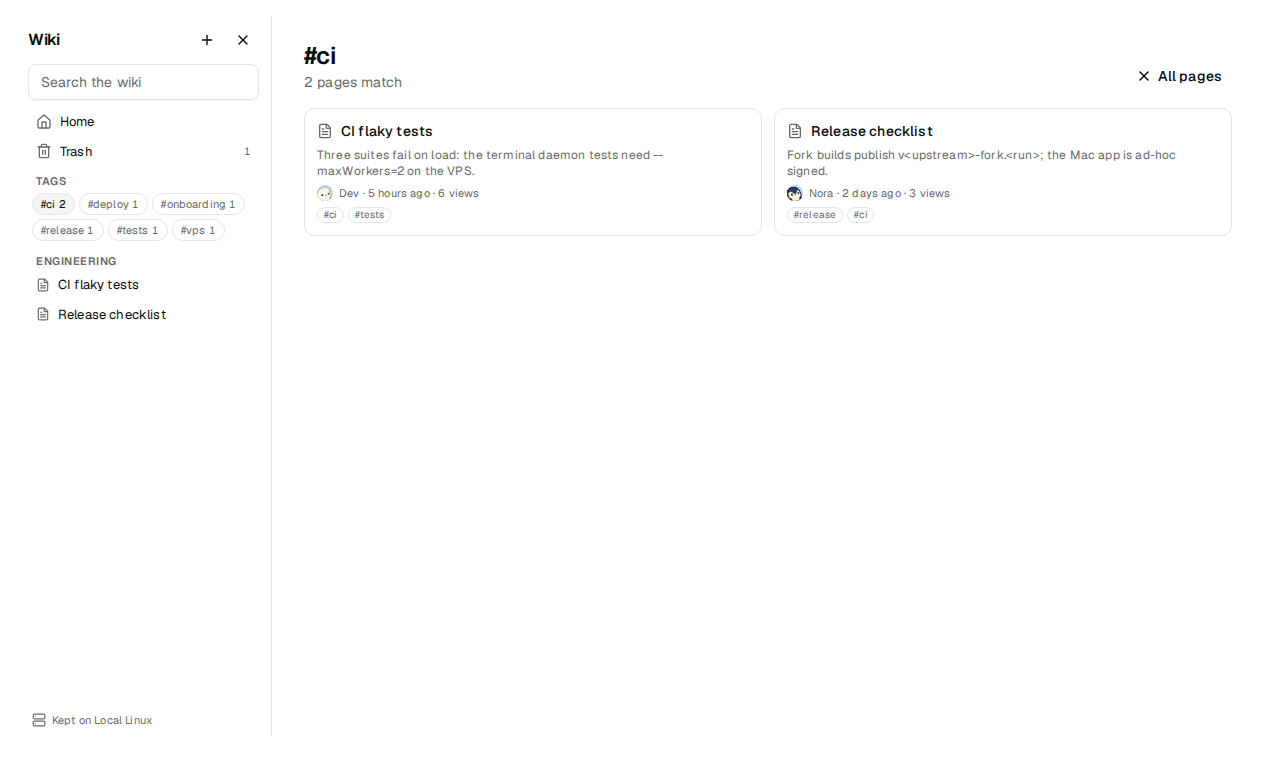 Wiki
Search the wiki
Home
Trash 1
TAGS
#ci 2 #deploy 1 #onboarding 1
#release 1 #tests 1 #vps 1
ENGINEERING
CI flaky tests
Release checklist
Kept on Local Linux
#ci
2 pages match
All pages
CI flaky tests
Three suites fail on load: the terminal daemon tests need --
maxWorkers=2 on the VPS.
Dev · 5 hours ago · 6 views
#ci #tests
Release checklist
Fork builds publish v<upstream>-fork.<run>; the Mac app is ad-hoc
signed.
Nora · 2 days ago · 3 views
#release #ci